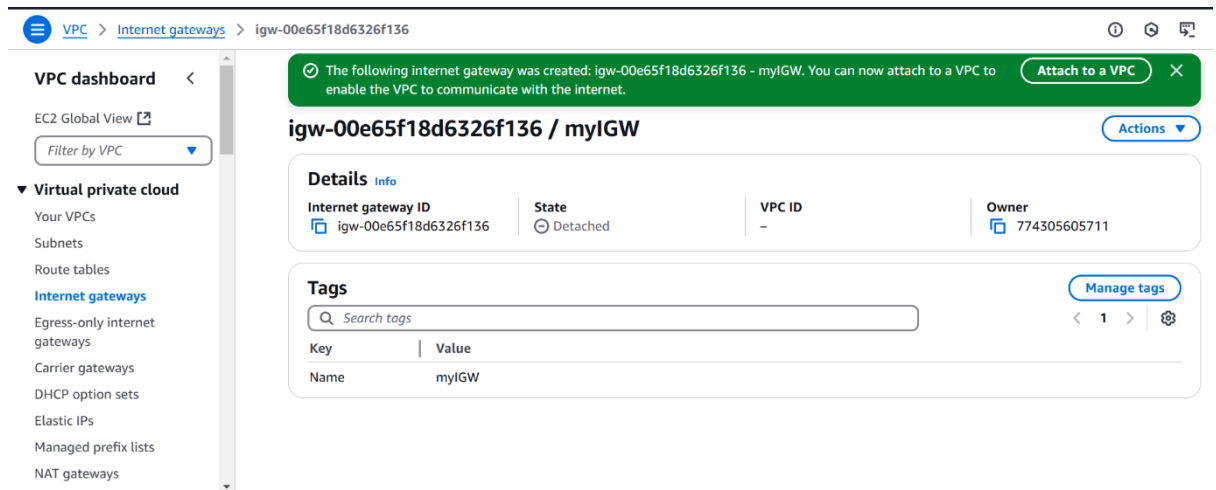 VPC > Internet gateways > igw-00e65f18d6326f136
VPC dashboard
EC2 Global View
Filter by VPC
Virtual private cloud
Your VPCs
Subnets
Route tables
Internet gateways
Egress-only internet
gateways
Carrier gateways
DHCP option sets
Elastic IPs
Managed prefix lists
NAT gateways
The following internet gateway was created: igw-00e65f18d6326f136 - myIGW. You can now attach to a VPC to
enable the VPC to communicate with the internet.
Attach to a VPC
igw-00e65f18d6326f136 / myIGW
Actions
Details Info
Internet gateway ID
igw-00e65f18d6326f136
State
Detached
VPC ID
–
Owner
774305605711
Tags
Manage tags
Search tags
1
Key Value
Name myIGW